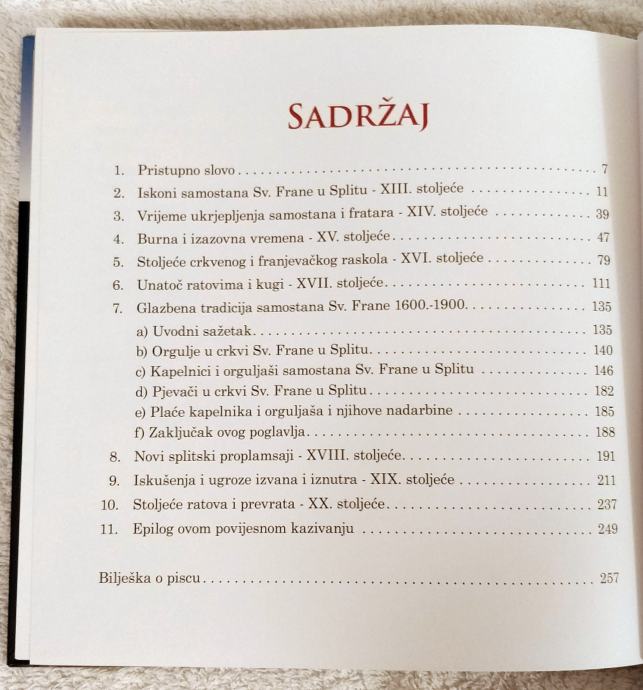 SADRŽAJ
1. Pristupno slovo . . . . . . . . . . . . . . . . . . . . . . . . . . . . . . 7
2. Iskoni samostana Sv. Frane u Splitu - XIII. stoljeće . . . . . . . . . . . 11
3. Vrijeme ukrjepljenja samostana i fratara - XIV. stoljeće . . . . . . . . . 39
4. Burna i izazovna vremena - XV. stoljeće . . . . . . . . . . . . . . . . . 47
5. Stoljeće crkvenog i franjevačkog raskola - XVI. stoljeće . . . . . . . . . 79
6. Unatoč ratovima i kugi - XVII. stoljeće . . . . . . . . . . . . . . . . . 111
7. Glazbena tradicija samostana Sv. Frane 1600.-1900. . . . . . . . . . . . 135
a) Uvodni sažetak . . . . . . . . . . . . . . . . . . . . . . . . . . . . 135
b) Orgulje u crkvi Sv. Frane u Splitu . . . . . . . . . . . . . . . . . . . 140
c) Kapelnici i orguljaši samostana Sv. Frane u Splitu . . . . . . . . . . . 146
d) Pjevači u crkvi Sv. Frane u Splitu . . . . . . . . . . . . . . . . . . . 182
e) Plaće kapelnika i orguljaša i njihove nadarbine . . . . . . . . . . . . 185
f) Zaključak ovog poglavlja . . . . . . . . . . . . . . . . . . . . . . . . 188
8. Novi splitski proplamsaji - XVIII. stoljeće . . . . . . . . . . . . . . . 191
9. Iskušenja i ugroze izvana i iznutra - XIX. stoljeće . . . . . . . . . . . 211
10. Stoljeće ratova i prevrata - XX. stoljeće . . . . . . . . . . . . . . . . 237
11. Epilog ovom povijesnom kazivanju . . . . . . . . . . . . . . . . . . . . 249
Bilješka o piscu . . . . . . . . . . . . . . . . . . . . . . . . . . . . . . 257